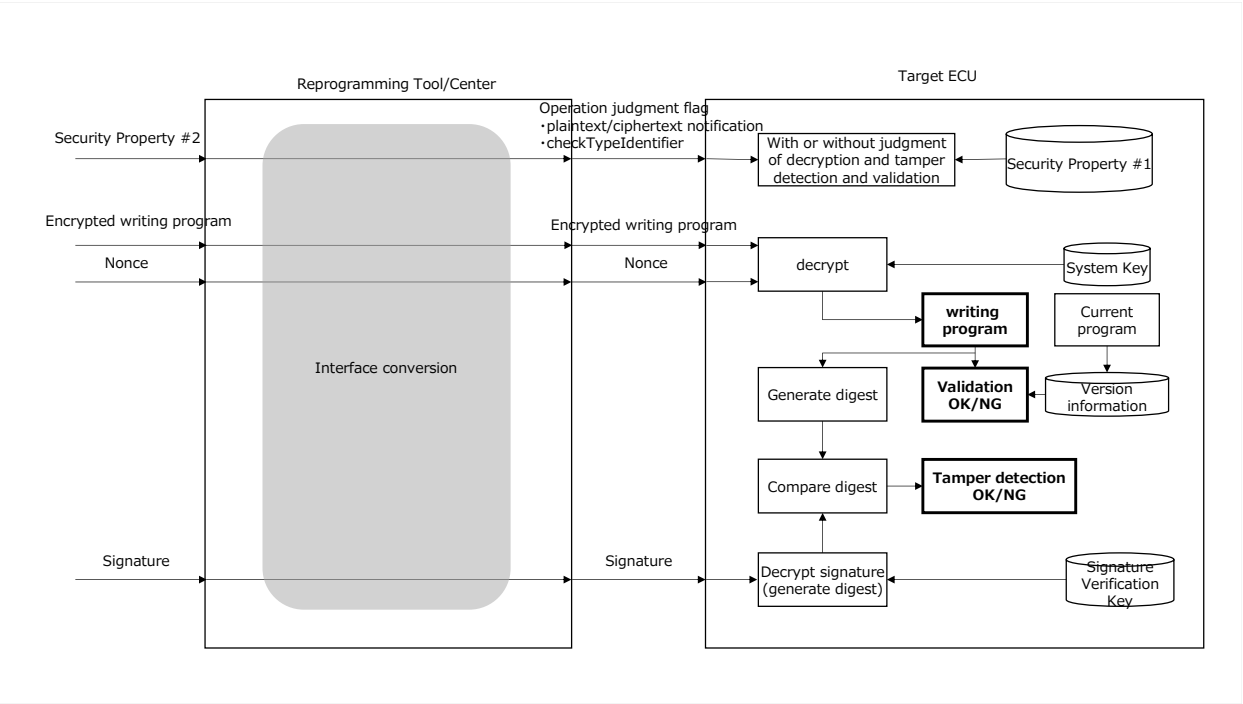 Target ECU
Reprogramming Tool/Center
Operation judgment flag
・plaintext/ciphertext notification
・checkTypeIdentifier
Security Property #2
With or without judgment
of decryption and tamper
detection and validation
Security Property #1
Encrypted writing program
Encrypted writing program
Nonce
Nonce
decrypt
System Key
writing
program
Current
program
Interface conversion
Generate digest
Validation
OK/NG
Version
information
Compare digest
Tamper detection
OK/NG
Signature
Signature
Decrypt signature
(generate digest)
Signature
Verification
Key